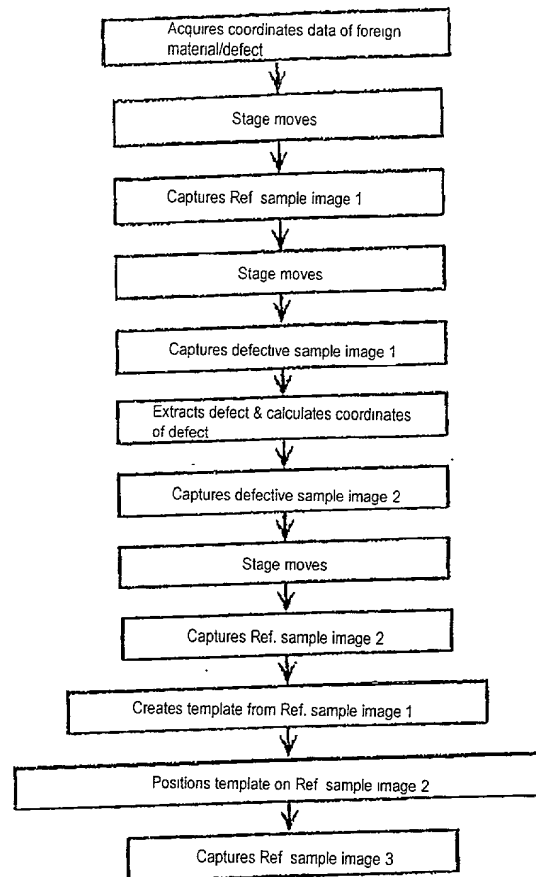 Acquires coordinates data of foreign
material/defect
Stage moves
Captures Ref sample image 1
Stage moves
Captures defective sample image 1
Extracts defect & calculates coordinates
of defect
Captures defective sample image 2
Stage moves
Captures Ref. sample image 2
Creates template from Ref. sample image 1
Positions template on Ref sample image 2
Captures Ref sample image 3